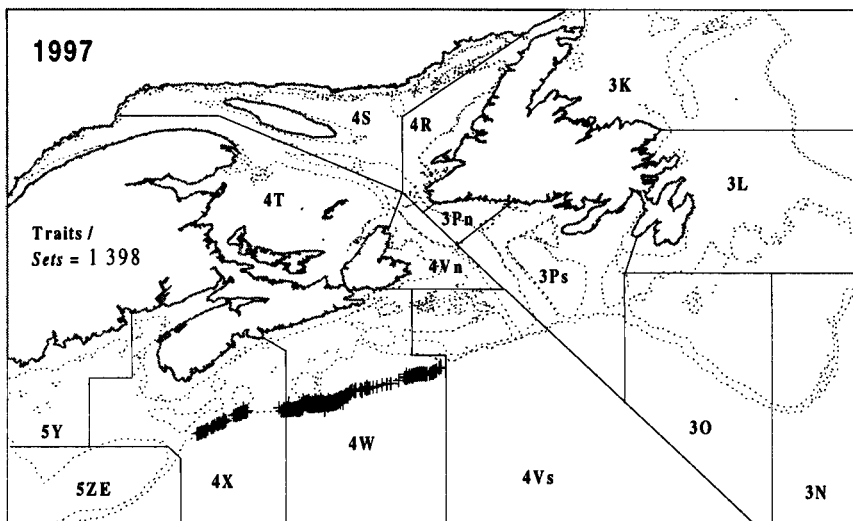 1997
3K
4S
4R
3L
4T
3Pn
Traits /
Sets = 1 398
4Vn
3Ps
5Y
4W
3O
4X
4Vs
5ZE
3N